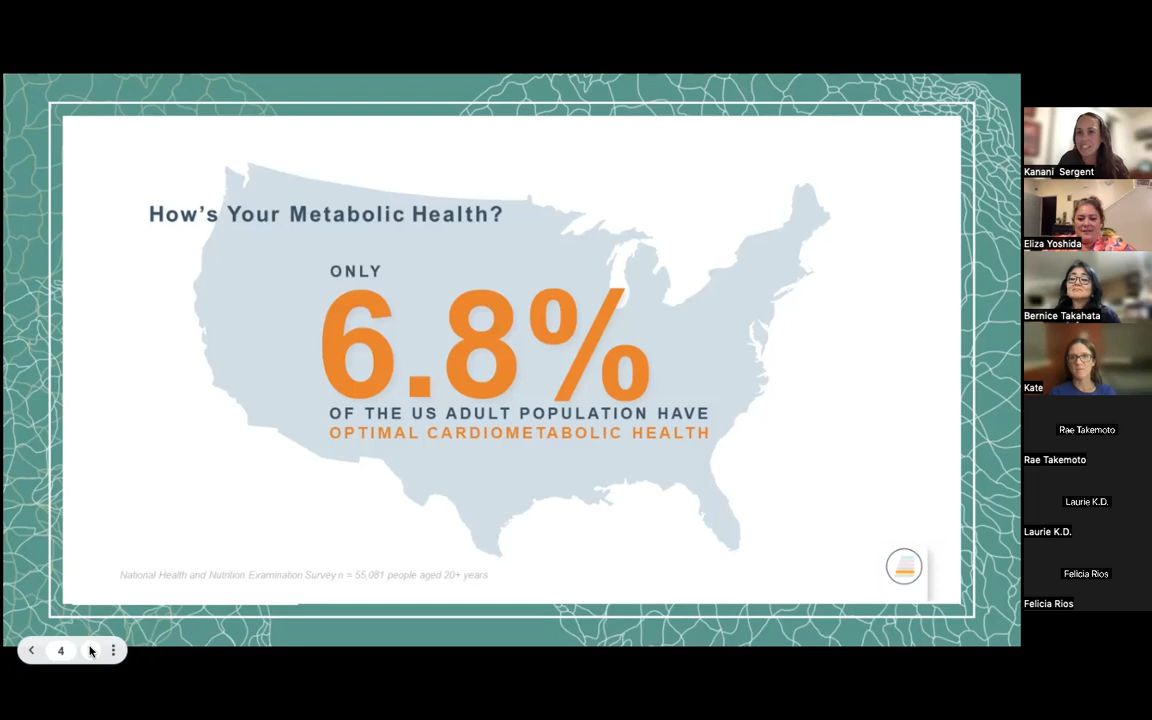 How's Your Metabolic Health?
ONLY
6.8%
OF THE US ADULT POPULATION HAVE
OPTIMAL CARDIOMETABOLIC HEALTH
National Health and Nutrition Examination Survey n = 55,081 people aged 20+ years
4
Kanani Sergent
Eliza Yoshida
Bernice Takahata
Kate
Rae Takemoto
Rae Takemoto
Laurie K.D.
Laurie K.D.
Felicia Rios
Felicia Rios